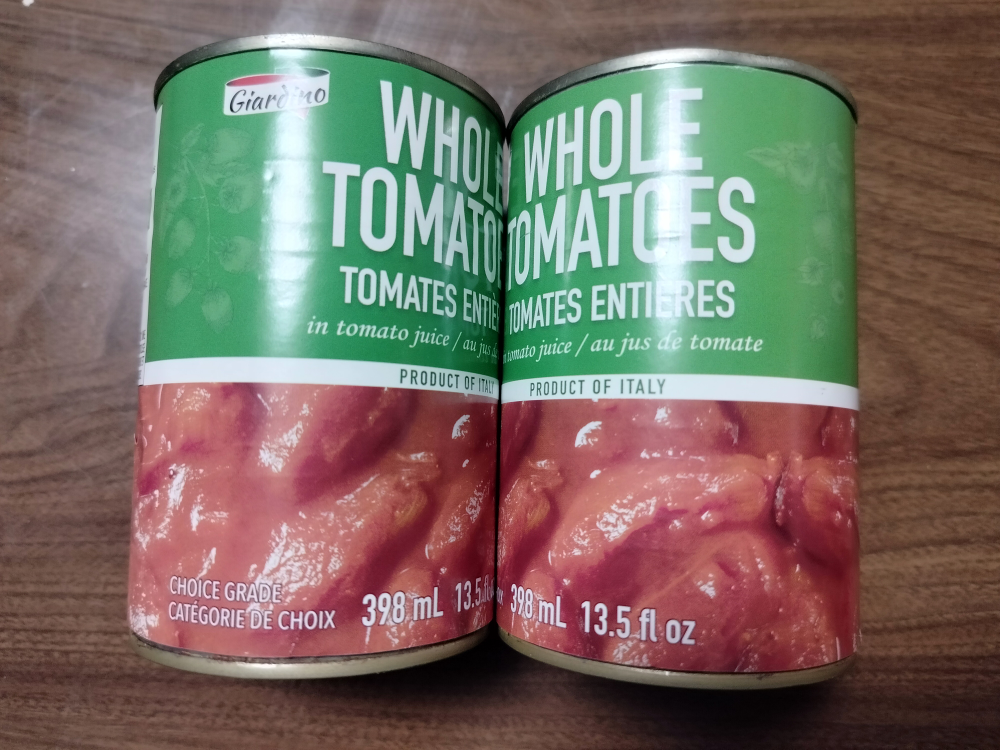 Giardino
WHOLE
TOMATO
TOMATES ENTIÈ
in tomato juice / au jus de
PRODUCT OF ITALY
CHOICE GRADE
CATÉGORIE DE CHOIX
398 mL 13.5 fl
WHOLE
TOMATOES
TOMATES ENTIÈRES
tomato juice / au jus de tomate
PRODUCT OF ITALY
398 mL 13.5 fl oz